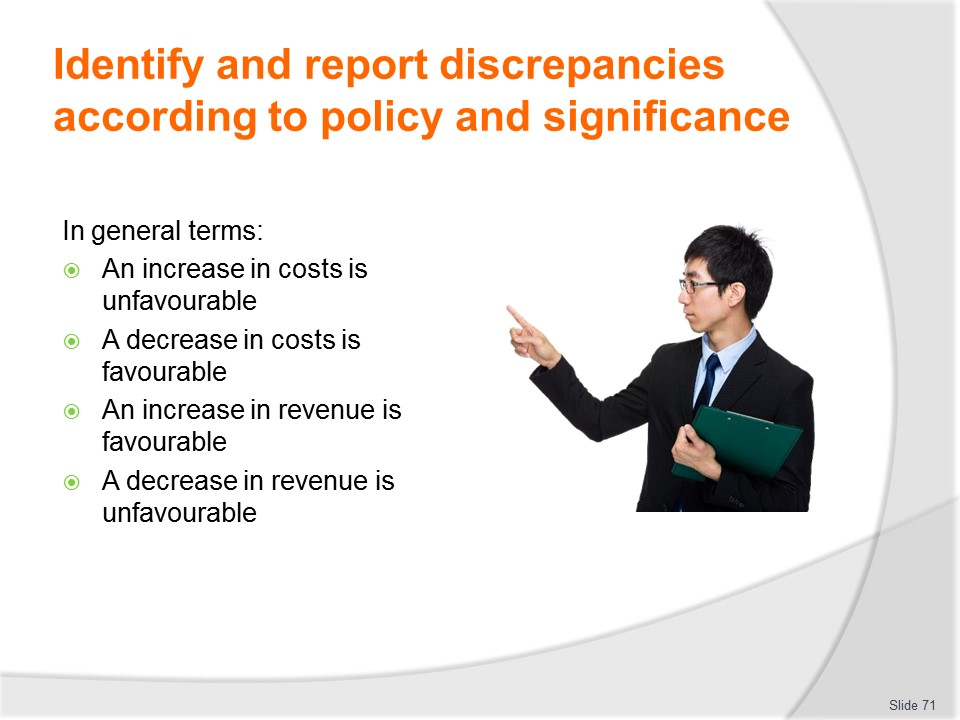 Identify and report discrepancies
according to policy and significance
In general terms:
An increase in costs is
unfavourable
A decrease in costs is
favourable
An increase in revenue is
favourable
A decrease in revenue is
unfavourable
Slide 71